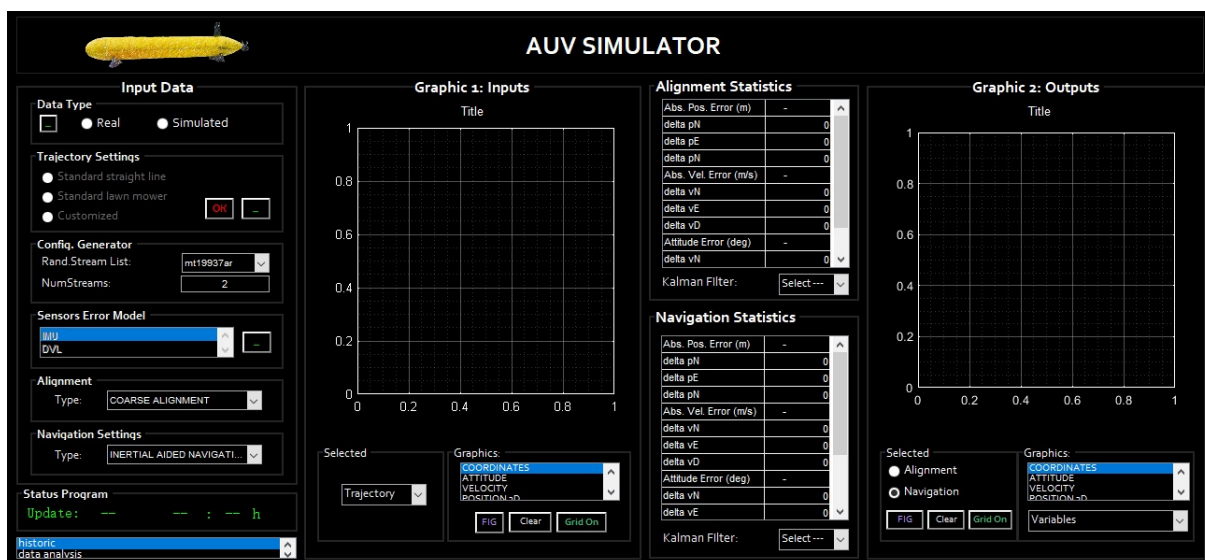 AUV SIMULATOR
Input Data
Data Type
Real
Simulated
Trajectory Settings
Standard straight line
Standard lawn mower
Customized
OK
Config. Generator
Rand.Stream List:
mt19937ar
NumStreams:
2
Sensors Error Model
IMU
DVL
Alignment
Type:
COARSE ALIGNMENT
Navigation Settings
Type:
INERTIAL AIDED NAVIGATI...
Status Program
Update: -- -- : -- h
historic
data analysis
Graphic 1: Inputs
Title
1
0.8
0.6
0.4
0.2
0
0 0.2 0.4 0.6 0.8 1
Selected
Trajectory
Graphics:
COORDINATES
ATTITUDE
VELOCITY
POSITION 2D
FIG
Clear
Grid On
Alignment Statistics
Abs. Pos. Error (m) -
delta pN 0
delta pE 0
delta pN 0
Abs. Vel. Error (m/s) -
delta vN 0
delta vE 0
delta vD 0
Attitude Error (deg) -
delta vN 0
Kalman Filter:
Select ---
Navigation Statistics
Abs. Pos. Error (m) -
delta pN 0
delta pE 0
delta pN 0
Abs. Vel. Error (m/s) -
delta vN 0
delta vE 0
delta vD 0
Attitude Error (deg) -
delta vN 0
delta vE 0
Kalman Filter:
Select ---
Graphic 2: Outputs
Title
1
0.8
0.6
0.4
0.2
0
0 0.2 0.4 0.6 0.8 1
Selected
Alignment
Navigation
FIG
Clear
Grid On
Graphics:
COORDINATES
ATTITUDE
VELOCITY
POSITION 2D
Variables